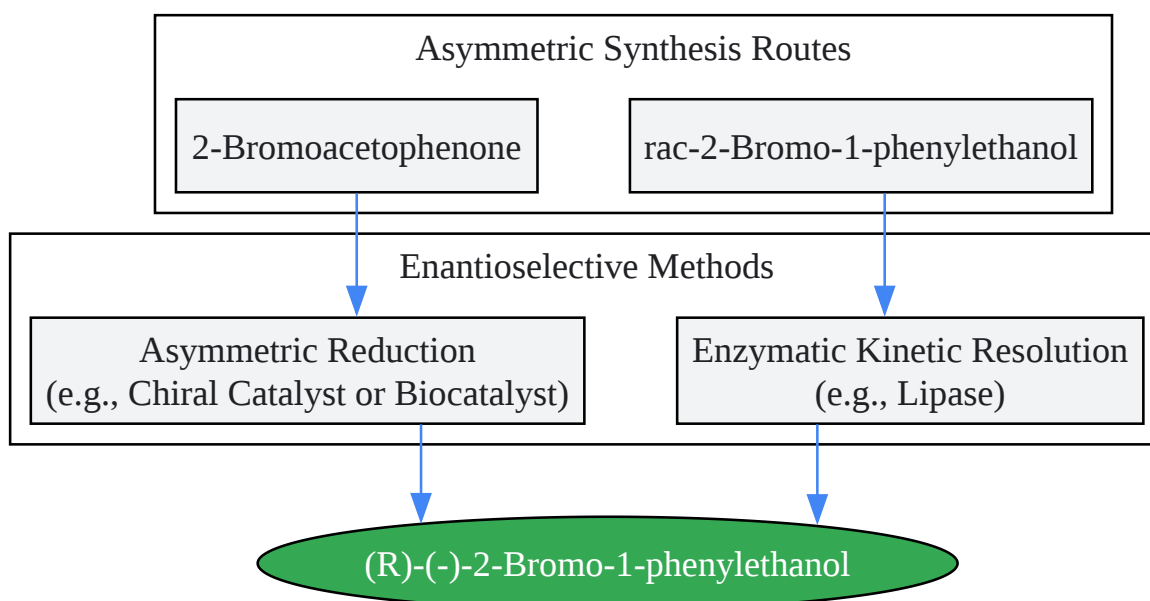 Asymmetric Synthesis Routes
2-Bromoacetophenone
rac-2-Bromo-1-phenylethanol
Enantioselective Methods
Asymmetric Reduction
(e.g., Chiral Catalyst or Biocatalyst)
Enzymatic Kinetic Resolution
(e.g., Lipase)
(R)-(-)-2-Bromo-1-phenylethanol